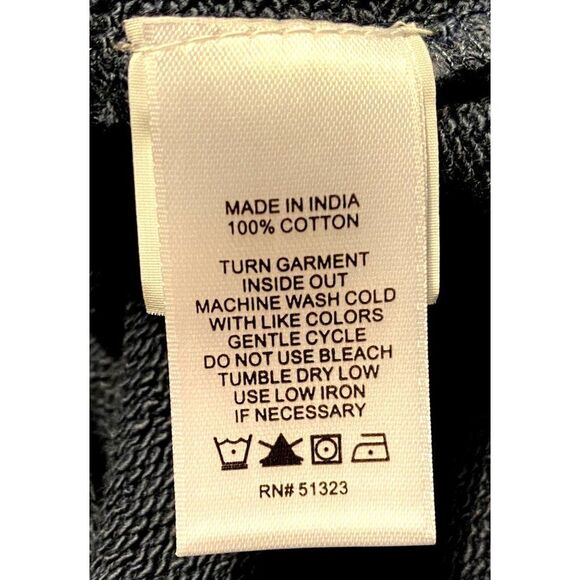 MADE IN INDIA
100% COTTON
TURN GARMENT
INSIDE OUT
MACHINE WASH COLD
WITH LIKE COLORS
GENTLE CYCLE
DO NOT USE BLEACH
TUMBLE DRY LOW
USE LOW IRON
IF NECESSARY
RN# 51323